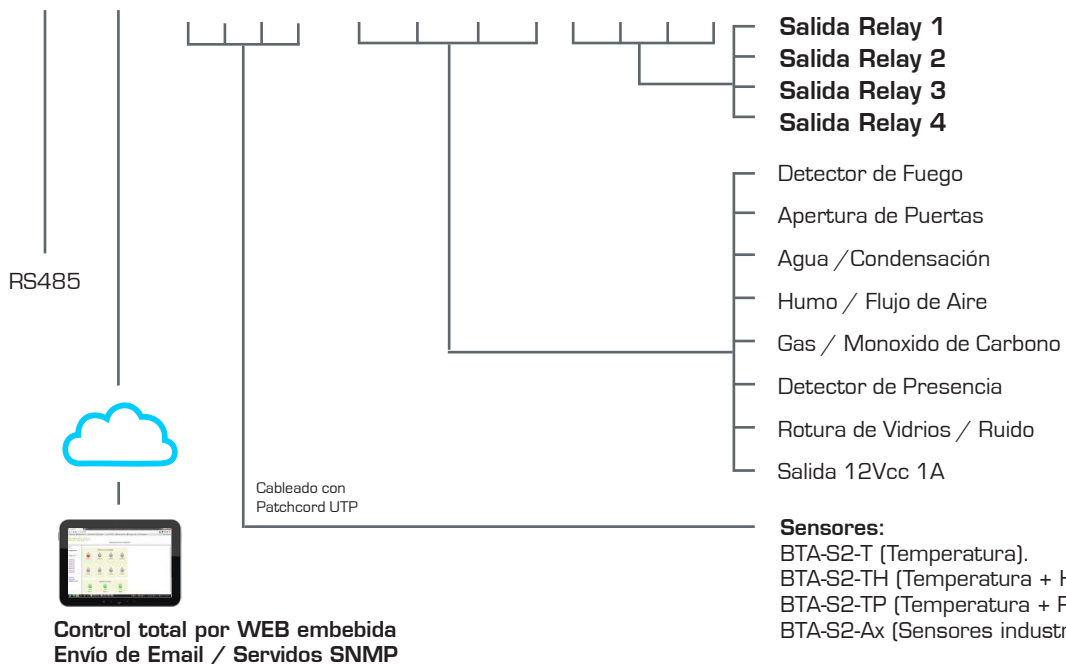 Salida Relay 1
Salida Relay 2
Salida Relay 3
Salida Relay 4
Detector de Fuego
Apertura de Puertas
Agua / Condensación
Humo / Flujo de Aire
Gas / Monoxido de Carbono
Detector de Presencia
Rotura de Vidrios / Ruido
Salida 12Vcc 1A
RS485
Cableado con
Patchcord UTP
Sensores:
BTA-S2-T (Temperatura).
BTA-S2-TH (Temperatura +
BTA-S2-TP (Temperatura +
BTA-S2-Ax (Sensores
Control total por WEB embebida
Envío de Email / Servidos SNMP